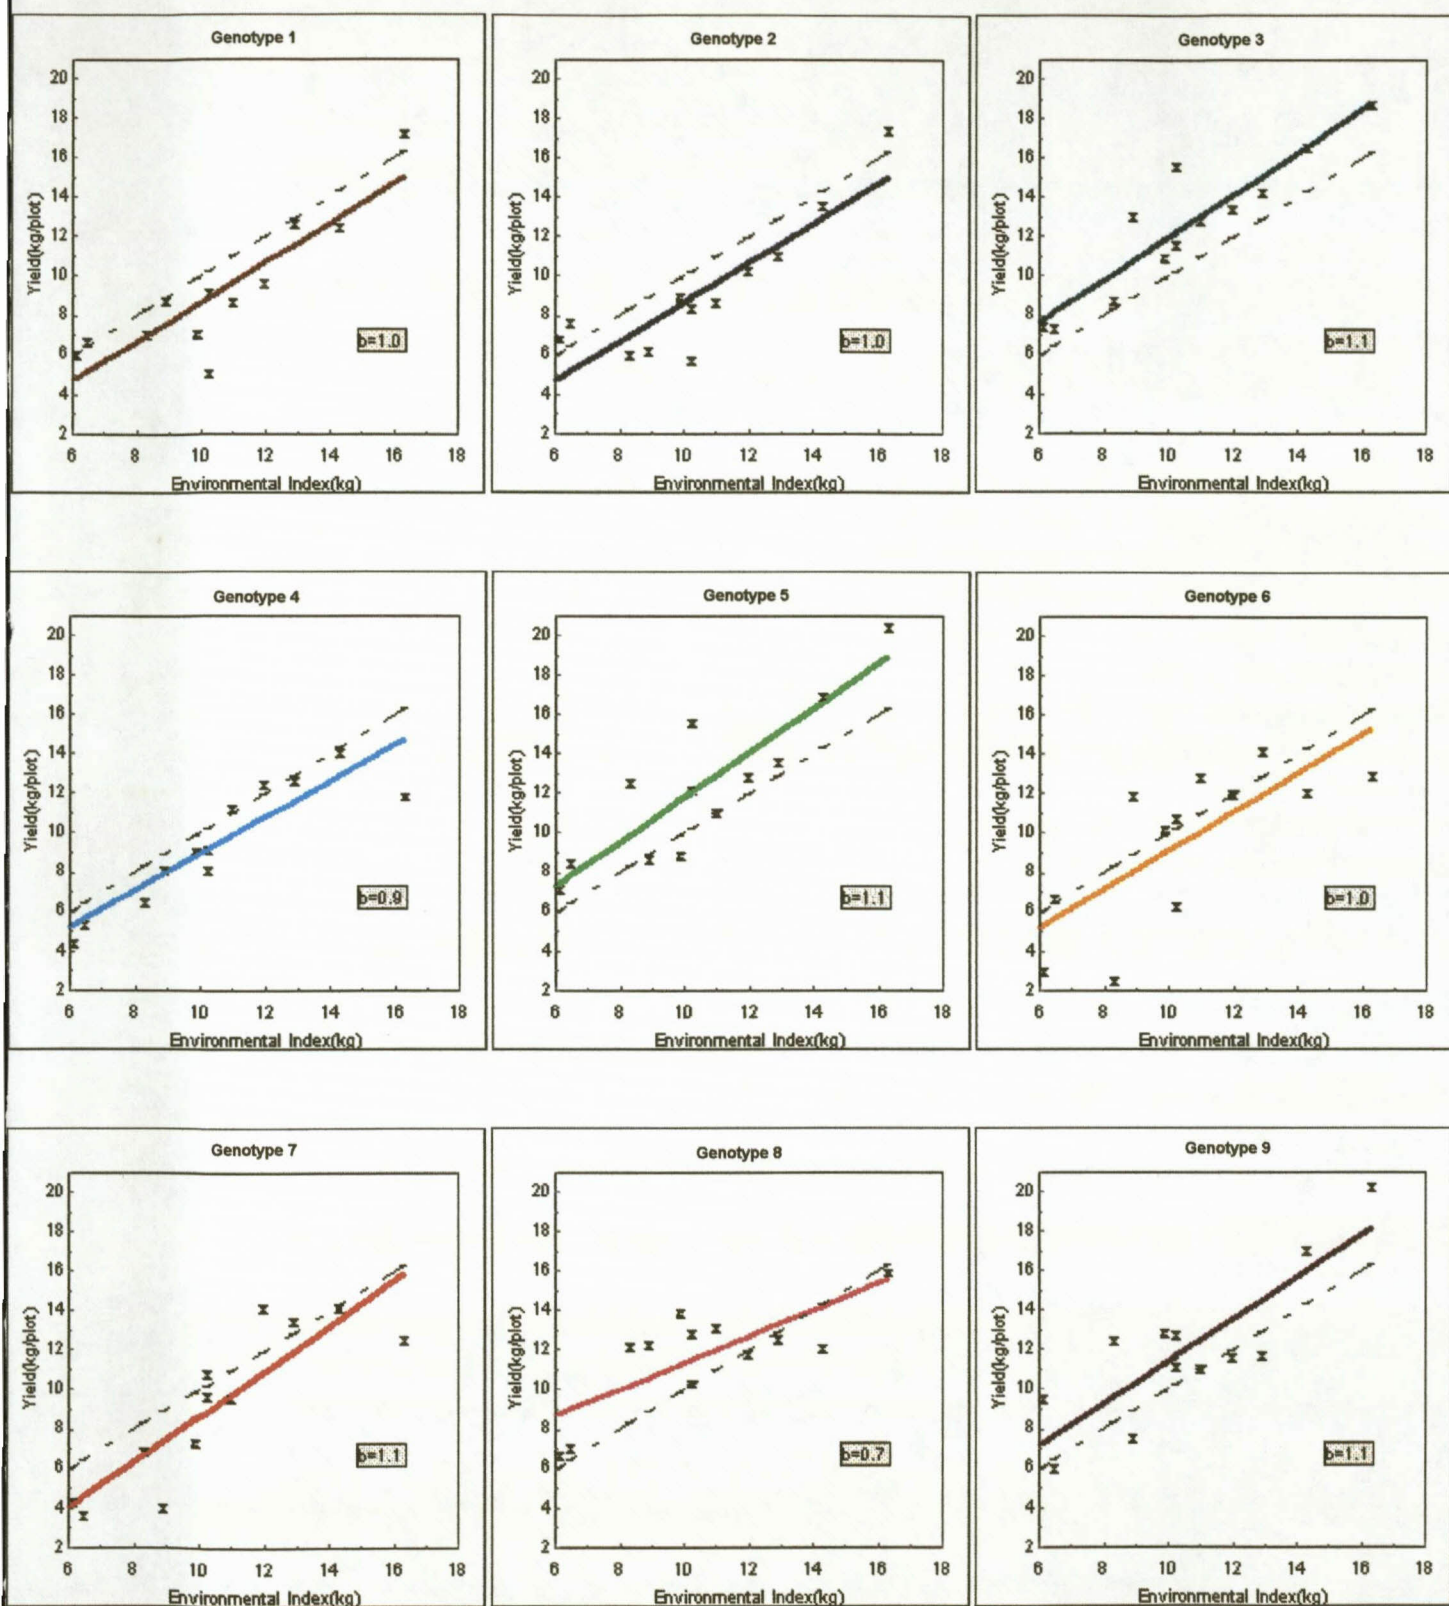 Genotype 1
20
18
16
14
12
10
8
6
4
2
Yield(kg/plot)
b=1.0
6 8 10 12 14 16 18
Environmental Index(kg)
Genotype 2
20
18
16
14
12
10
8
6
4
2
Yield(kg/plot)
b=1.0
6 8 10 12 14 16 18
Environmental Index(kg)
Genotype 3
20
18
16
14
12
10
8
6
4
2
Yield(kg/plot)
b=1.1
6 8 10 12 14 16 18
Environmental Index(kg)
Genotype 4
20
18
16
14
12
10
8
6
4
2
Yield(kg/plot)
b=0.9
6 8 10 12 14 16 18
Environmental Index(kg)
Genotype 5
20
18
16
14
12
10
8
6
4
2
Yield(kg/plot)
b=1.1
6 8 10 12 14 16 18
Environmental Index(kg)
Genotype 6
20
18
16
14
12
10
8
6
4
2
Yield(kg/plot)
b=1.0
6 8 10 12 14 16 18
Environmental Index(kg)
Genotype 7
20
18
16
14
12
10
8
6
4
2
Yield(kg/plot)
b=1.1
6 8 10 12 14 16 18
Environmental Index(kg)
Genotype 8
20
18
16
14
12
10
8
6
4
2
Yield(kg/plot)
b=0.7
6 8 10 12 14 16 18
Environmental Index(kg)
Genotype 9
20
18
16
14
12
10
8
6
4
2
Yield(kg/plot)
b=1.1
6 8 10 12 14 16 18
Environmental Index(kg)